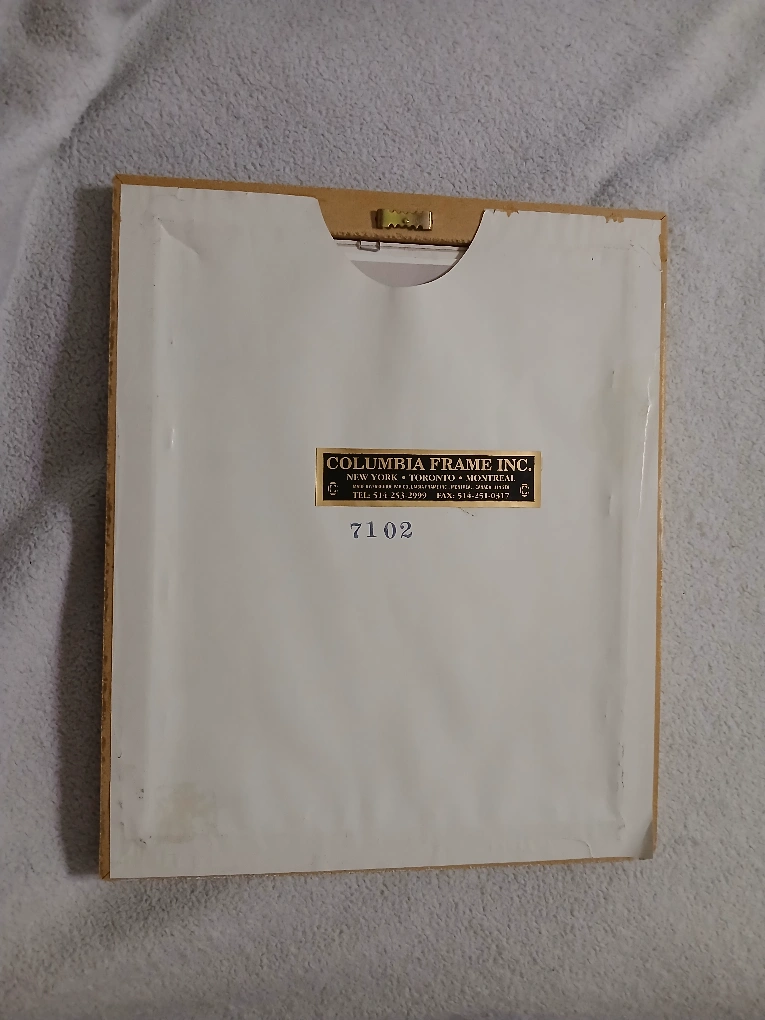 COLUMBIA FRAME INC.
NEW YORK • TORONTO • MONTREAL
TEL: 514-253-2999 FAX: 514-251-0317
7102